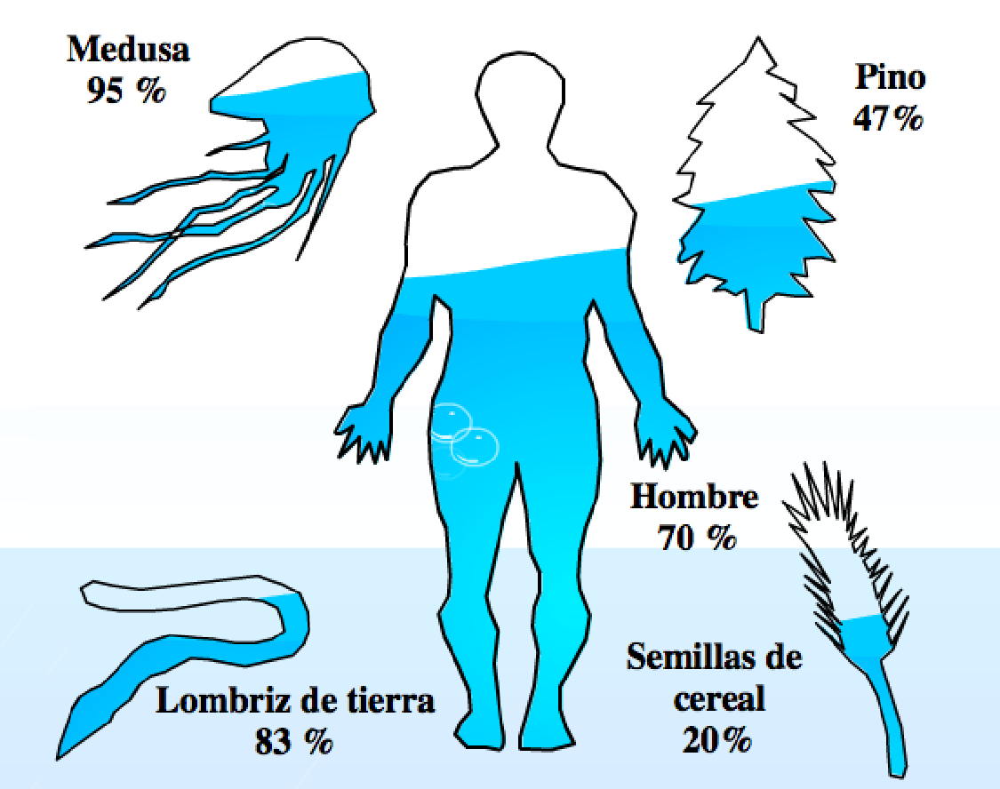 Medusa
95 %
Pino
47%
Hombre
70 %
Lombriz de tierra
83 %
Semillas de
cereal
20%